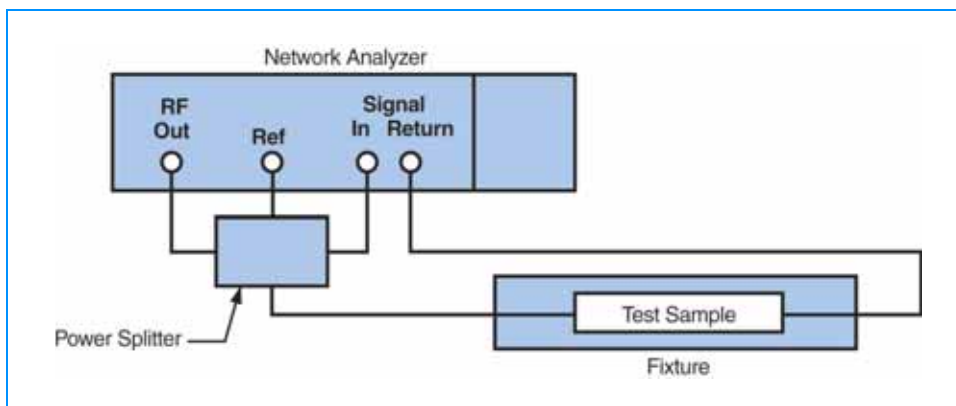 Network Analyzer
RF
Out
Ref
Signal
In Return
Power Splitter
Test Sample
Fixture